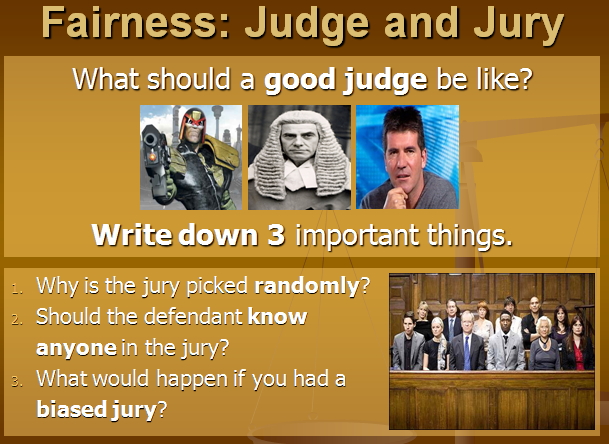 Fairness: Judge and Jury
What should a good judge be like?
Write down 3 important things.
1. Why is the jury picked randomly?
2. Should the defendant know
anyone in the jury?
3. What would happen if you had a
biased jury?